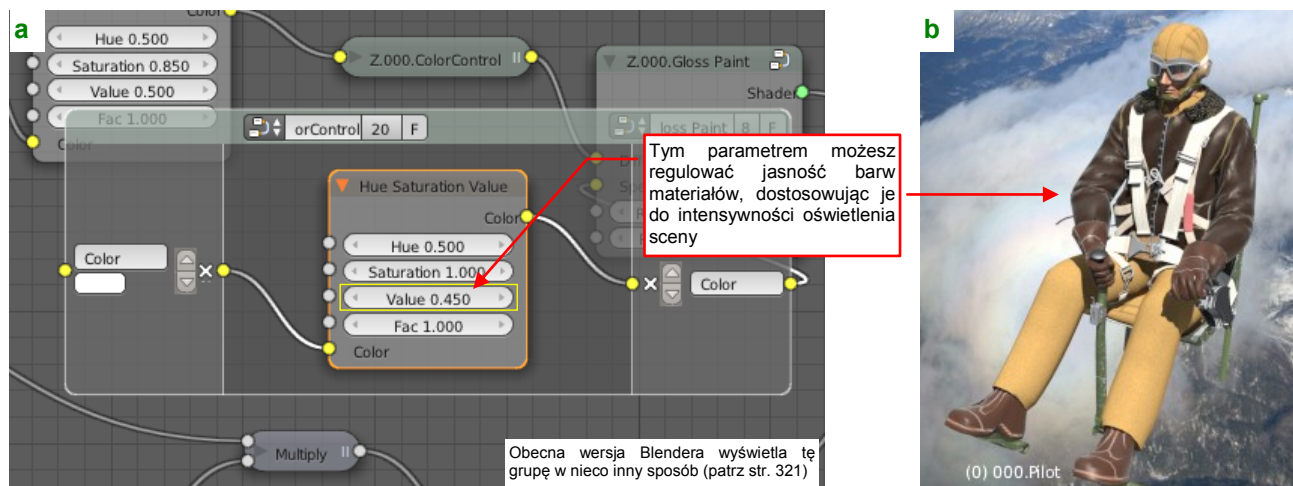 a
Color
Hue 0.500
Saturation 0.850
Value 0.500
Fac 1.000
Color
Z.000.ColorControl
Z.000.Gloss Paint
Shader
orControl 20 F
loss Paint 8 F
Hue Saturation Value
Color
Hue 0.500
Saturation 1.000
Value 0.450
Fac 1.000
Color
Color
Color
Multiply
Tym parametrem możesz
regulować jasność barw
materiałów, dostosowując je
do intensywności oświetlenia
sceny
Obecna wersja Blendera wyświetla tę
grupę w nieco inny sposób (patrz str. 321)
b
(0) 000.Pilot